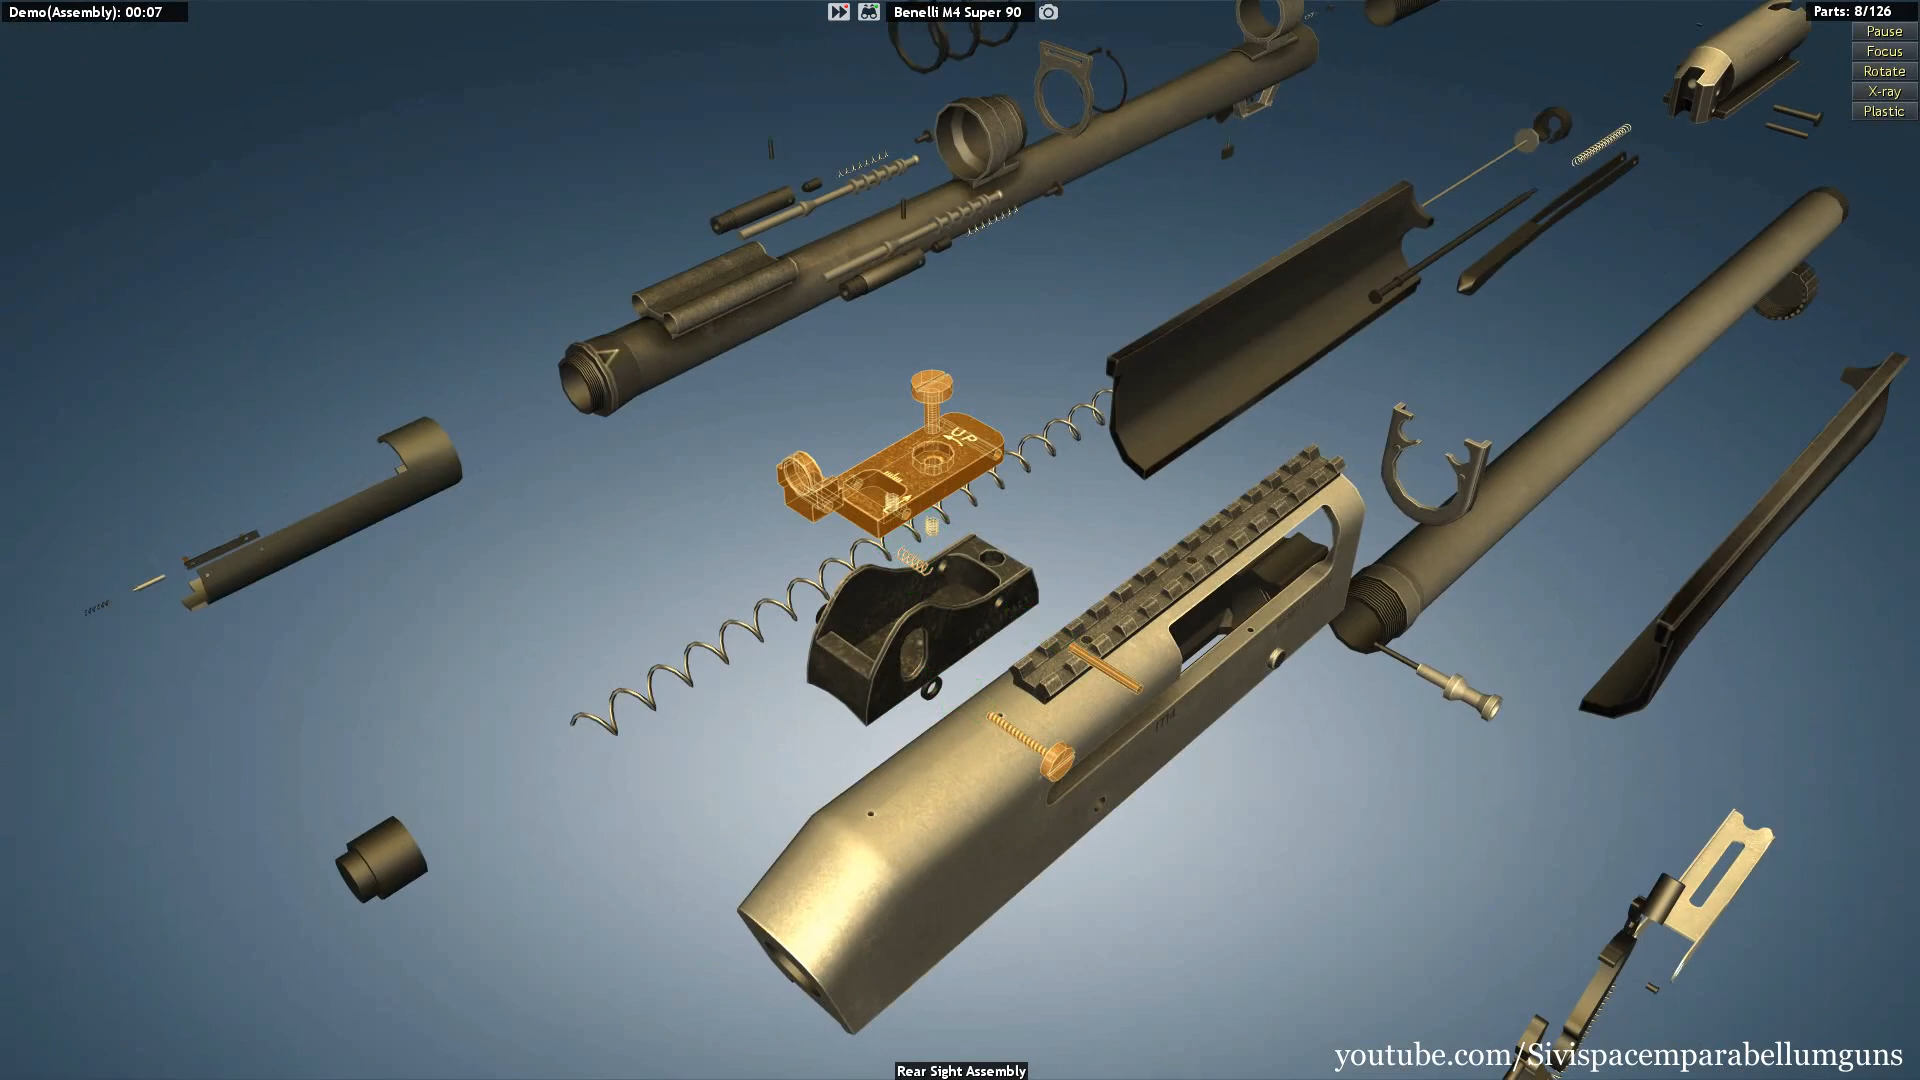 Demo(Assembly): 00:07
Benelli M4 Super 90
Parts: 8/126
Pause
Focus
Rotate
X-ray
Plastic
UP
M4
Rear Sight Assembly
youtube.com/Sivispacemparabellumguns